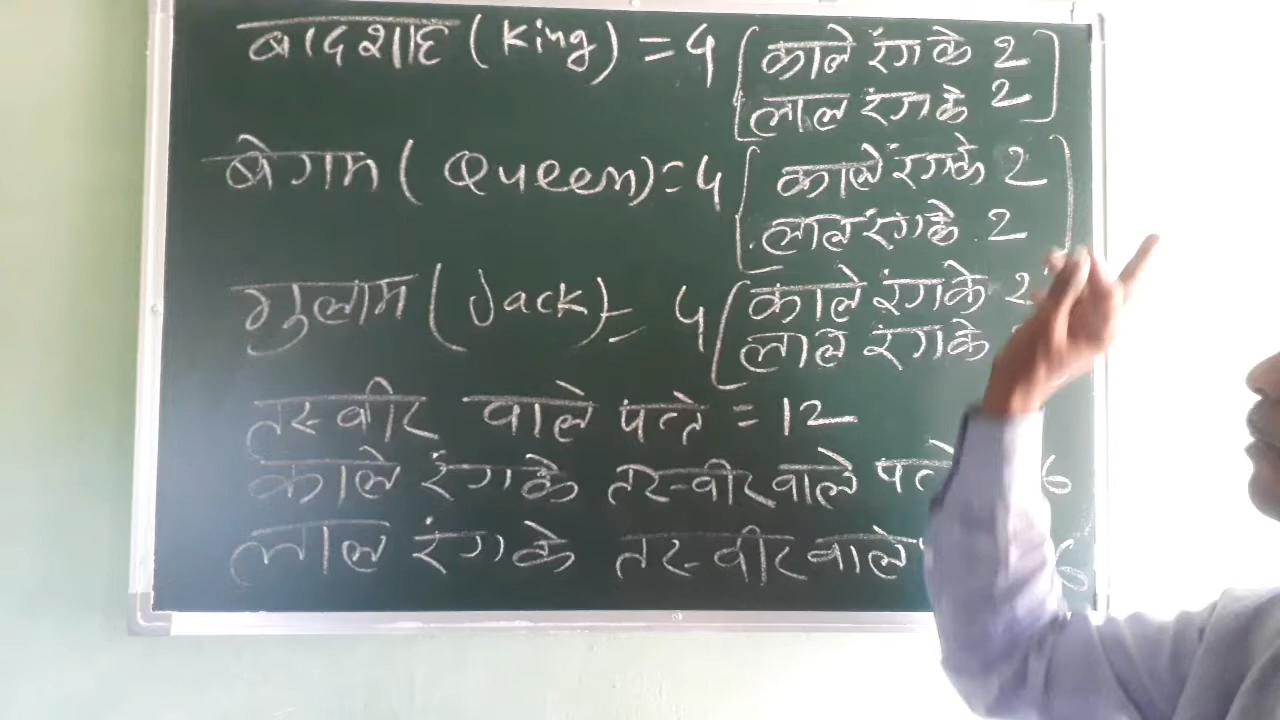 बादशाह (King) = 4 [काले रंग के 2
लाल रंग के 2]
बेगम (Queen) = 4 [काले रंग के 2
लाल रंग के 2]
गुलाम (Jack) = 4 [काले रंग के 2
लाल रंग के
तस्वीर वाले पत्ते = 12
काले रंग के तस्वीर वाले पत्ते 6
लाल रंग के तस्वीर वाले 6